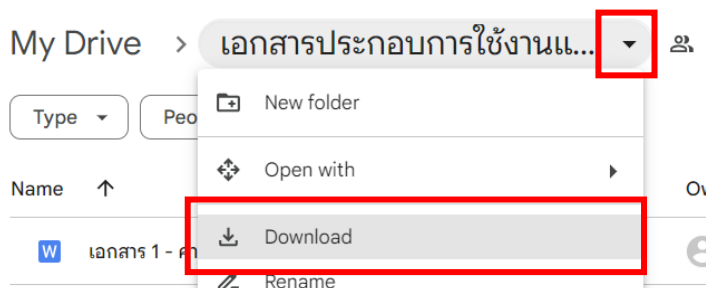 My Drive > เอกสารประกอบการใช้งานแ...
New folder
Type Peo
Open with
Name Ow
Download
W เอกสาร 1 - คำ
Rename